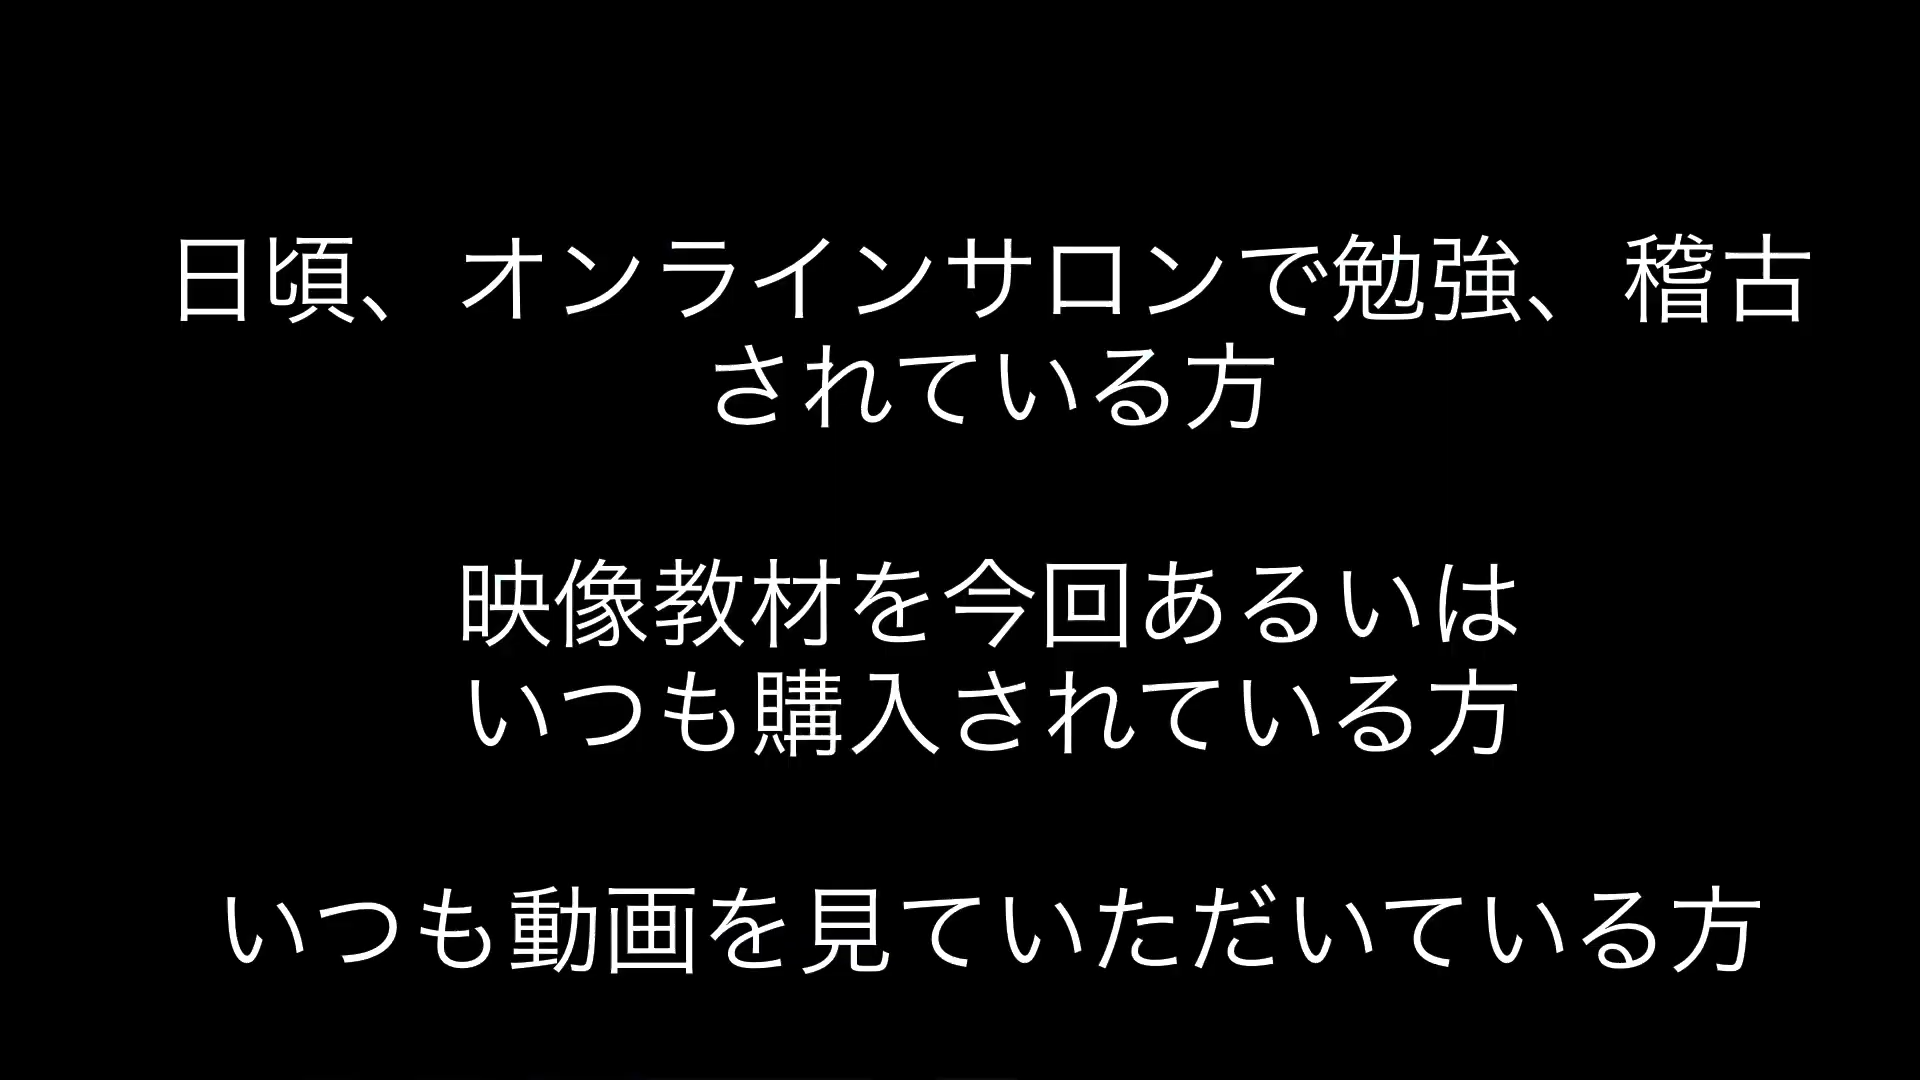 日頃、オンラインサロンで勉強、稽古
されている方
映像教材を今回あるいは
いつも購入されている方
いつも動画を見ていただいている方